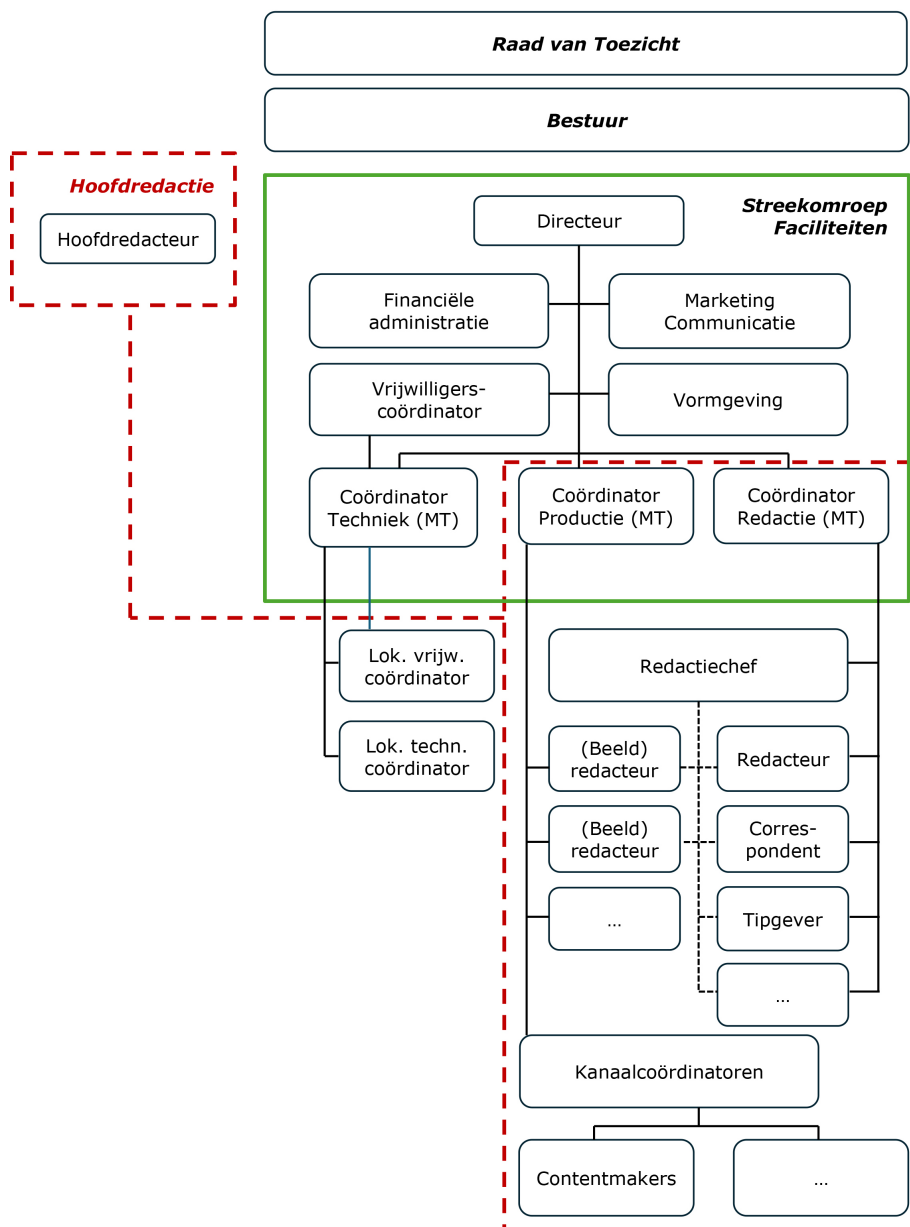 Raad van Toezicht
Bestuur
Hoofdredactie
Hoofdredacteur
Streekomroep
Faciliteiten
Directeur
Financiële
administratie
Marketing
Communicatie
Vrijwilligers-
coördinator
Vormgeving
Coördinator
Techniek (MT)
Coördinator
Productie (MT)
Coördinator
Redactie (MT)
Lok. vrijw.
coördinator
Redactiechef
Lok. techn.
coördinator
(Beeld)
redacteur
Redacteur
(Beeld)
redacteur
Corres-
pondent
...
Tipgever
...
Kanaalcoördinatoren
Contentmakers
...